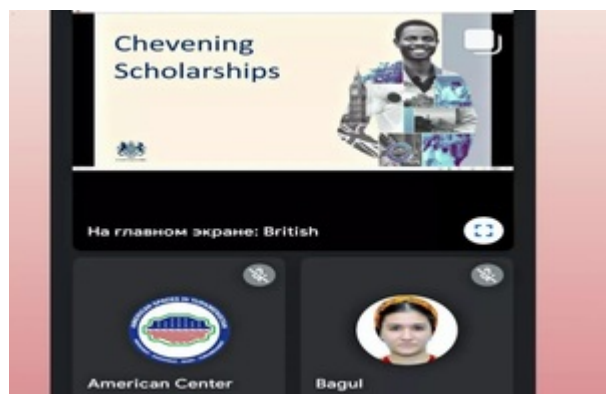 Chevening
Scholarships
На главном экране: British
American Center
Bagul